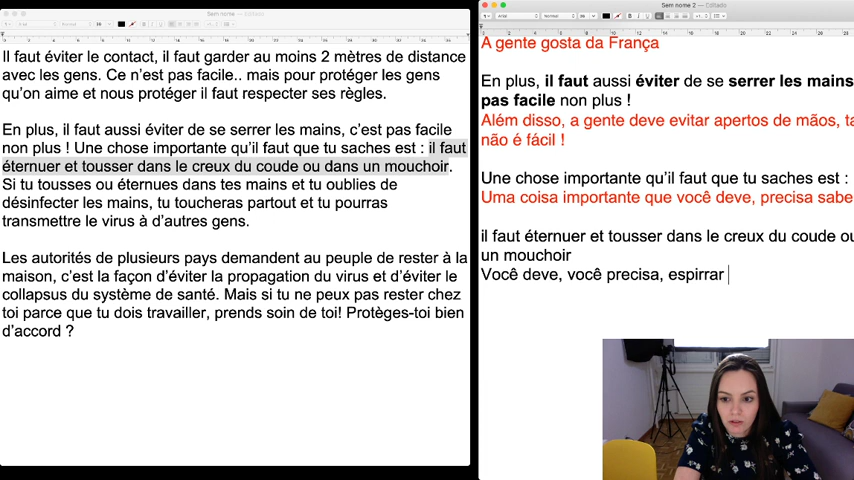 Sem nome — Editado
Il faut éviter le contact, il faut garder au moins 2 mètres de distance
avec les gens. Ce n'est pas facile.. mais pour protéger les gens
qu'on aime et nous protéger il faut respecter ses règles.
En plus, il faut aussi éviter de se serrer les mains, c'est pas facile
non plus ! Une chose importante qu'il faut que tu saches est : il faut
éternuer et tousser dans le creux du coude ou dans un mouchoir.
Si tu tousses ou éternues dans tes mains et tu oublies de
désinfecter les mains, tu toucheras partout et tu pourras
transmettre le virus à d'autres gens.
Les autorités de plusieurs pays demandent au peuple de rester à la
maison, c'est la façon d'éviter la propagation du virus et d'éviter le
collapsus du système de santé. Mais si tu ne peux pas rester chez
toi parce que tu dois travailler, prends soin de toi! Protèges-toi bien
d'accord ?
Sem nome 2 — Editado
A gente gosta da França
En plus, il faut aussi éviter de se serrer les mains
pas facile non plus !
Além disso, a gente deve evitar apertos de mãos, ta
não é fácil !
Une chose importante qu'il faut que tu saches est :
Uma coisa importante que você deve, precisa sabe
il faut éternuer et tousser dans le creux du coude ou
un mouchoir
Você deve, você precisa, espirrar